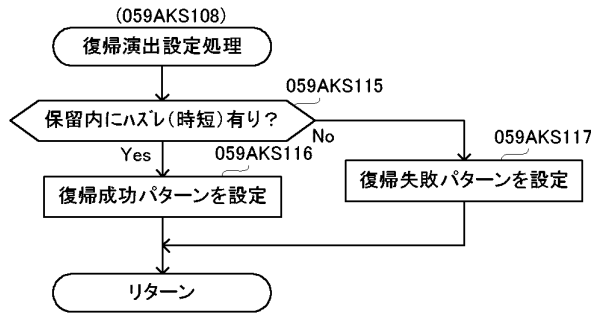 (059AKS108)
復帰演出設定処理
059AKS115
保留内にﾊｽﾞﾚ(時短)有り?
No
Yes
059AKS116
059AKS117
復帰成功パターンを設定
復帰失敗パターンを設定
リターン